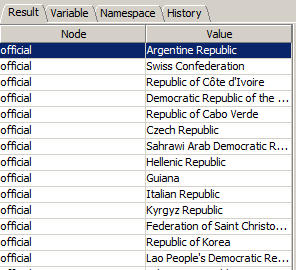 Result Variable Namespace History
Node Value
official Argentine Republic
official Swiss Confederation
official Republic of Côte d'Ivoire
official Democratic Republic of the ...
official Republic of Cabo Verde
official Czech Republic
official Sahrawi Arab Democratic R...
official Hellenic Republic
official Guiana
official Italian Republic
official Kyrgyz Republic
official Federation of Saint Christo...
official Republic of Korea
official Lao People's Democratic Re...